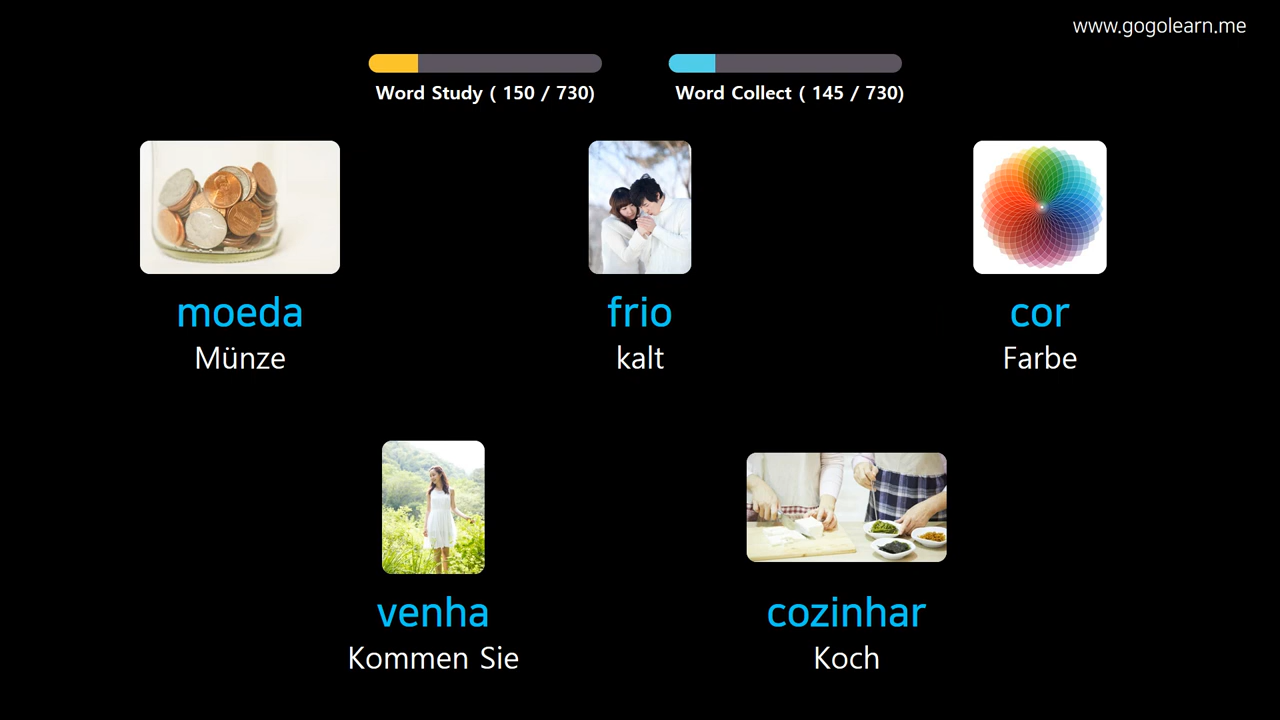 www.gogolearn.me
Word Study ( 150 / 730)
Word Collect ( 145 / 730)
moeda
frio
cor
Münze
kalt
Farbe
venha
cozinhar
Kommen Sie
Koch